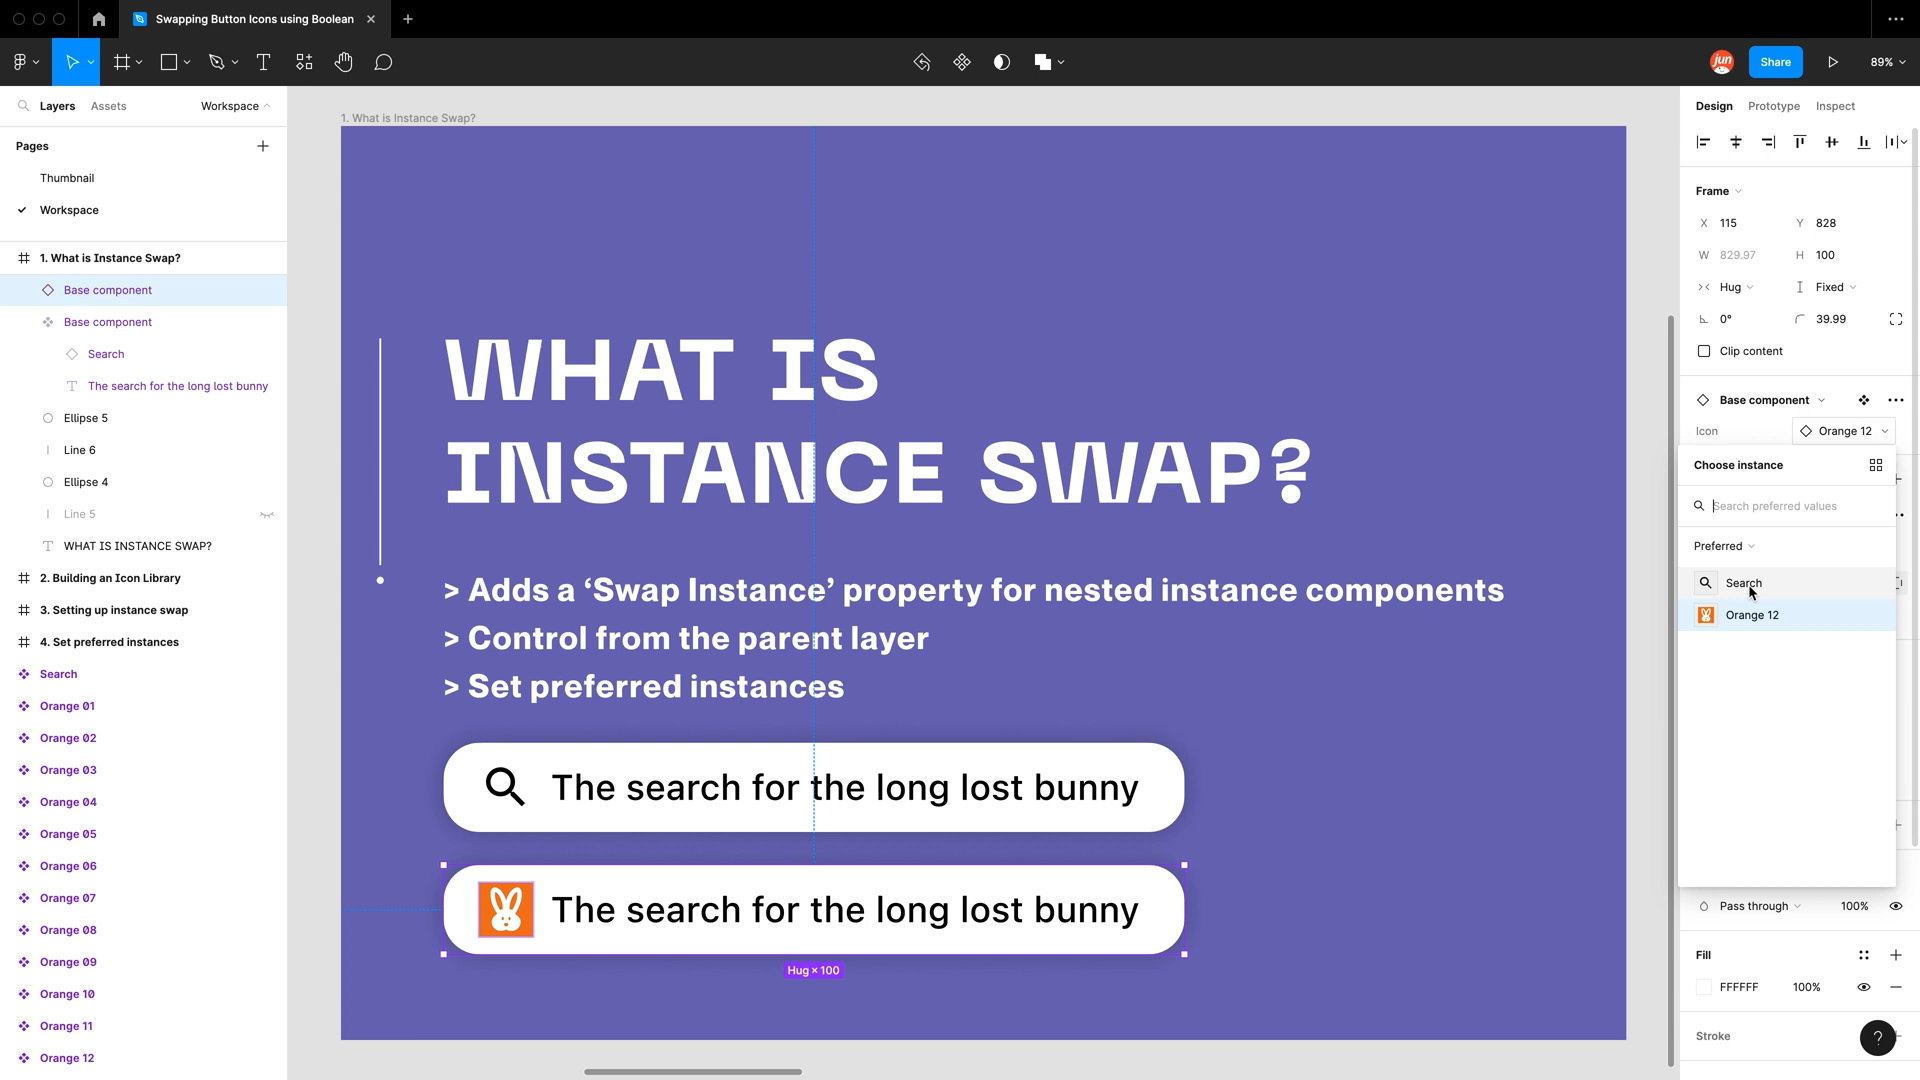 Swapping Button Icons using Boolean
jun
Share
89%
Layers
Assets
Workspace
Pages
Thumbnail
Workspace
1. What is Instance Swap?
Base component
Base component
Search
The search for the long lost bunny
Ellipse 5
Line 6
Ellipse 4
Line 5
WHAT IS INSTANCE SWAP?
2. Building an Icon Library
3. Setting up instance swap
4. Set preferred instances
Search
Orange 01
Orange 02
Orange 03
Orange 04
Orange 05
Orange 06
Orange 07
Orange 08
Orange 09
Orange 10
Orange 11
Orange 12
1. What is Instance Swap?
WHAT IS
INSTANCE SWAP?
> Adds a ‘Swap Instance’ property for nested instance components
> Control from the parent layer
> Set preferred instances
The search for the long lost bunny
The search for the long lost bunny
Hug × 100
Design
Prototype
Inspect
Frame
X 115
Y 828
W 829.97
H 100
Hug
Fixed
0°
39.99
Clip content
Base component
Icon
Orange 12
Choose instance
Search preferred values
Preferred
Search
Orange 12
Pass through
100%
Fill
FFFFFF
100%
Stroke
?